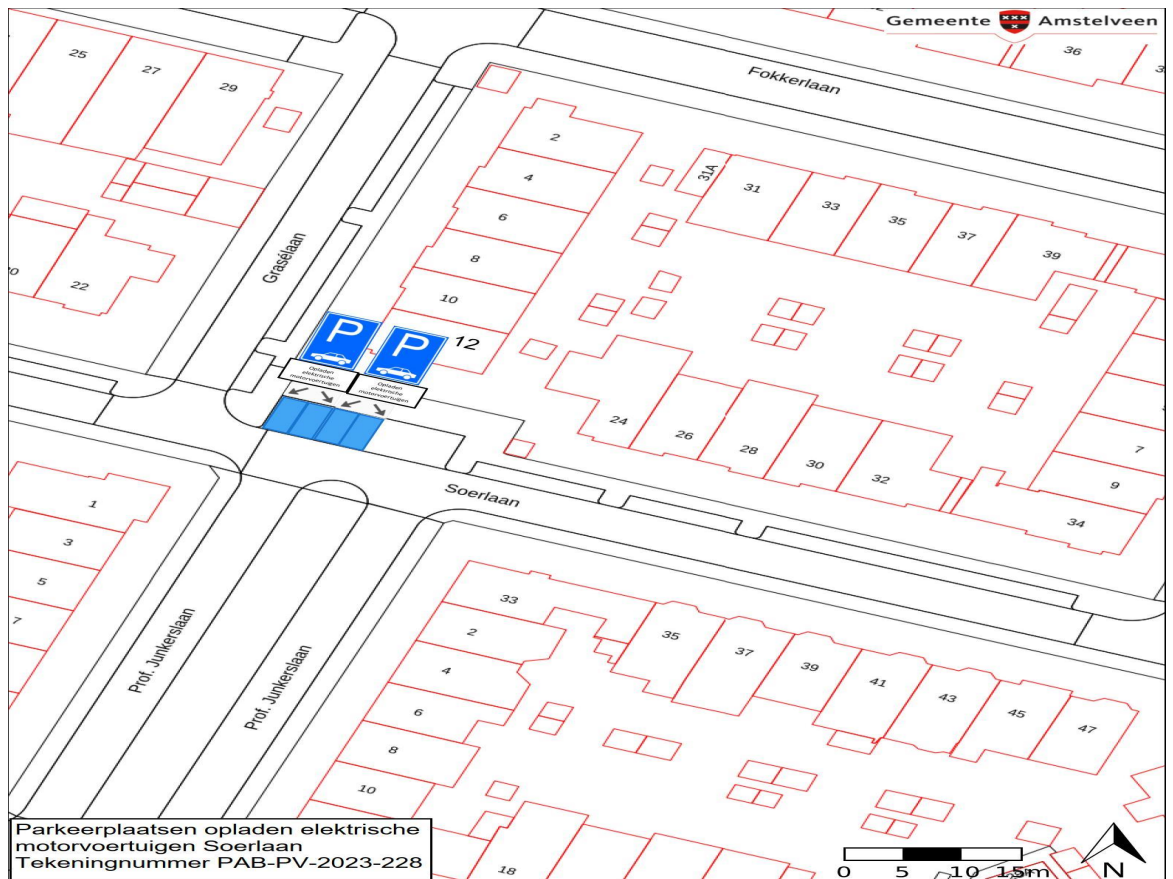 Gemeente Amstelveen
36
25
27
29
Fokkerlaan
2
4
6
8
10
12
31A
31
33
35
37
39
Grasélaan
22
P
P
Opladen
elektrische
motorvoertuigen
Opladen
elektrische
motorvoertuigen
24
26
28
30
32
34
7
9
Soerlaan
1
3
5
7
Prof. Junkerslaan
Prof. Junkerslaan
33
2
4
6
8
10
35
37
39
41
43
45
47
18
Parkeerplaatsen opladen elektrische
motorvoertuigen Soerlaan
Tekeningnummer PAB-PV-2023-228
0 5 10 15m
N